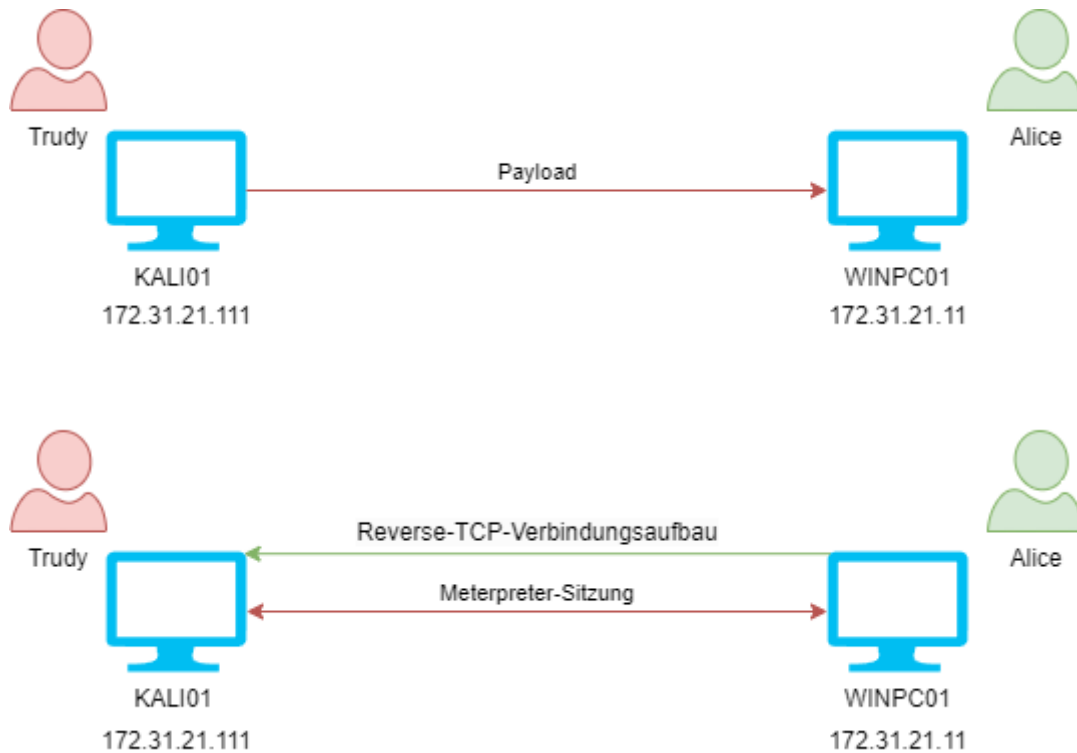 Trudy
Alice
Payload
KALI01
WINPC01
172.31.21.111
172.31.21.11
Trudy
Alice
Reverse-TCP-Verbindungsaufbau
Meterpreter-Sitzung
KALI01
WINPC01
172.31.21.111
172.31.21.11